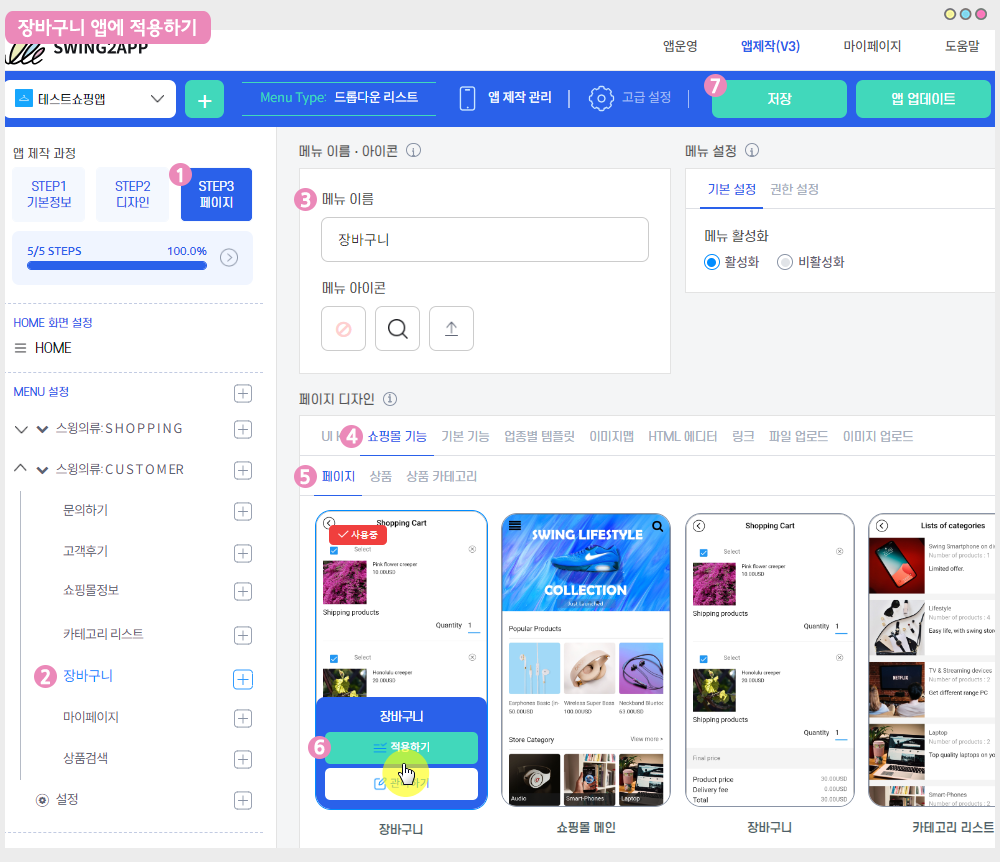 장바구니 앱에 적용하기
SWING2APP
앱운영 앱제작(V3) 마이페이지 도움말
테스트쇼핑앱
+
Menu Type: 드롭다운 리스트
앱 제작 관리
고급 설정
7
저장
앱 업데이트
앱 제작 과정
STEP1
기본정보
STEP2
디자인
1
STEP3
페이지
5/5 STEPS 100.0%
HOME 화면 설정
HOME
MENU 설정
스윙의류:SHOPPING
스윙의류:CUSTOMER
문의하기
고객후기
쇼핑몰정보
카테고리 리스트
2 장바구니
마이페이지
상품검색
설정
메뉴 이름 · 아이콘
3 메뉴 이름
장바구니
메뉴 아이콘
메뉴 설정
기본 설정 권한 설정
메뉴 활성화
활성화 비활성화
페이지 디자인
UI 4 쇼핑몰 기능 기본 기능 업종별 템플릿 이미지맵 HTML 에디터 링크 파일 업로드 이미지 업로드
5 페이지 상품 상품 카테고리
Shopping Cart
사용중
Select
Pink flower creeper
10.00USD
Shipping products
Quantity 1
Select
Honolulu creeper
20.00USD
장바구니
6 적용하기
장바구니
SWING LIFESTYLE
COLLECTION
Just launched
Popular Products
Earphones Basic (in-
50.00USD
Wireless Super Bass
100.00USD
Neckband Blueto
63.00USD
Store Category
View more
Audio
Smart-Phones
Laptop
쇼핑몰 메인
Shopping Cart
Select
Pink flower creeper
10.00USD
Shipping products
Quantity 1
Select
Honolulu creeper
20.00USD
Shipping products
Quantity 1
Final price
Product price 30.00USD
Delivery fee 0.00USD
Total 30.00USD
장바구니
Lists of categories
Swing Smartphone on di
Number of products : 1
Limited offer.
Lifestyle
Number of products : 4
Easy life, with swing store
TV & Streaming devices
Number of products : 2
Get different range PC
NETFLIX
Laptop
Number of products : 2
Top quality laptops on yo
Smart-Phones
Number of products : 2
카테고리 리스트